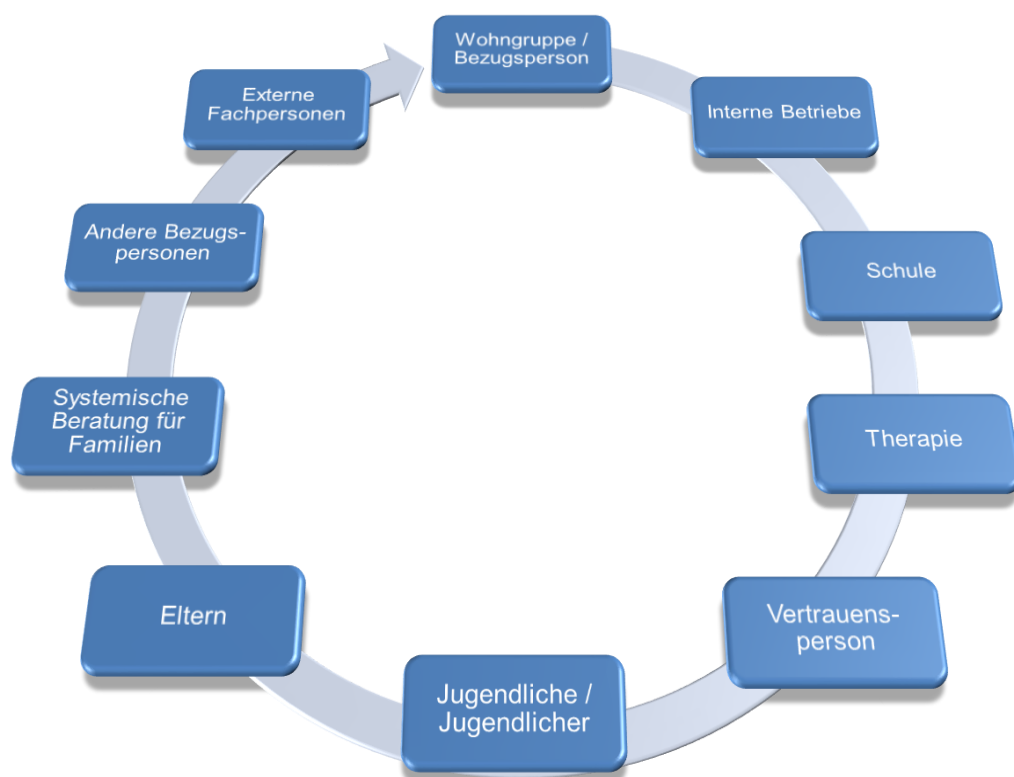 Wohngruppe /
Bezugsperson
Interne Betriebe
Schule
Therapie
Vertrauens-
person
Jugendliche /
Jugendlicher
Eltern
Systemische
Beratung für
Familien
Andere Bezugs-
personen
Externe
Fachpersonen